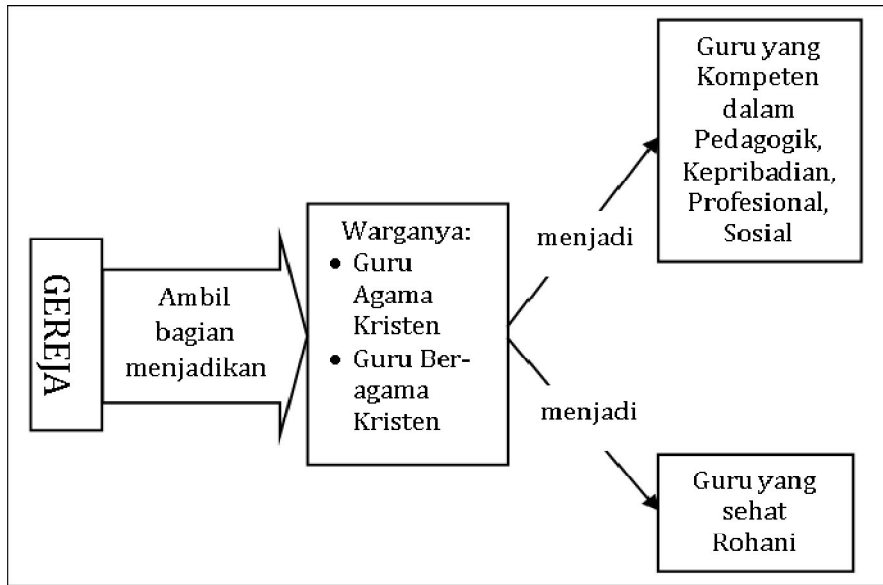 GEREJA
Ambil
bagian
menjadikan
Warganya:
• Guru
Agama
Kristen
• Guru Ber-
agama
Kristen
menjadi
Guru yang
Kompeten
dalam
Pedagogik,
Kepribadian,
Profesional,
Sosial
menjadi
Guru yang
sehat
Rohani